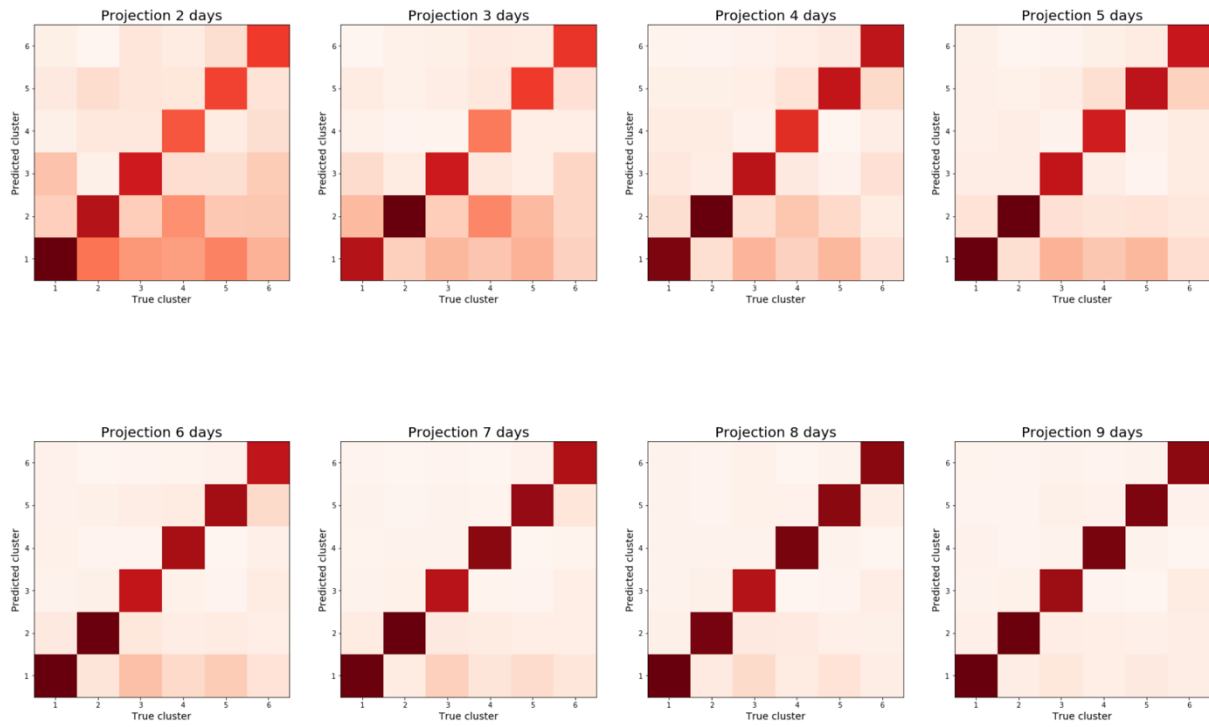 Projection 2 days
Predicted cluster
6
5
4
3
2
1
1 2 3 4 5 6
True cluster
Projection 3 days
Predicted cluster
6
5
4
3
2
1
1 2 3 4 5 6
True cluster
Projection 4 days
Predicted cluster
6
5
4
3
2
1
1 2 3 4 5 6
True cluster
Projection 5 days
Predicted cluster
6
5
4
3
2
1
1 2 3 4 5 6
True cluster
Projection 6 days
Predicted cluster
6
5
4
3
2
1
1 2 3 4 5 6
True cluster
Projection 7 days
Predicted cluster
6
5
4
3
2
1
1 2 3 4 5 6
True cluster
Projection 8 days
Predicted cluster
6
5
4
3
2
1
1 2 3 4 5 6
True cluster
Projection 9 days
Predicted cluster
6
5
4
3
2
1
1 2 3 4 5 6
True cluster